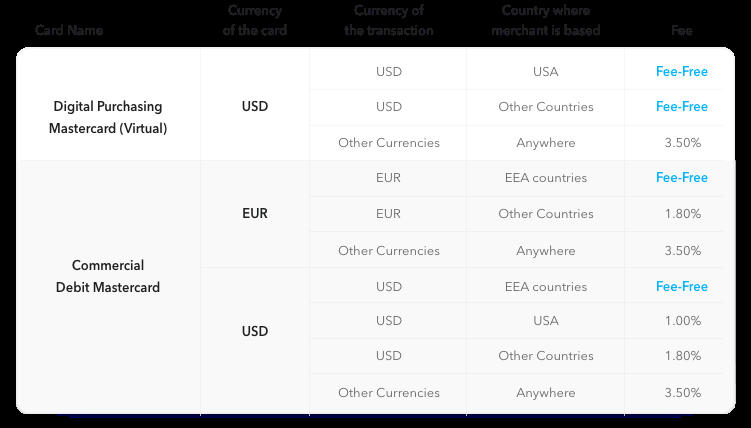 Card Name
Currency
of the card
Currency of
the transaction
Country where
merchant is based
Fee
Digital Purchasing
Mastercard (Virtual)
USD
USD
USA
Fee-Free
USD
Other Countries
Fee-Free
Other Currencies
Anywhere
3.50%
Commercial
Debit Mastercard
EUR
EUR
EEA countries
Fee-Free
EUR
Other Countries
1.80%
Other Currencies
Anywhere
3.50%
USD
USD
EEA countries
Fee-Free
USD
USA
1.00%
USD
Other Countries
1.80%
Other Currencies
Anywhere
3.50%